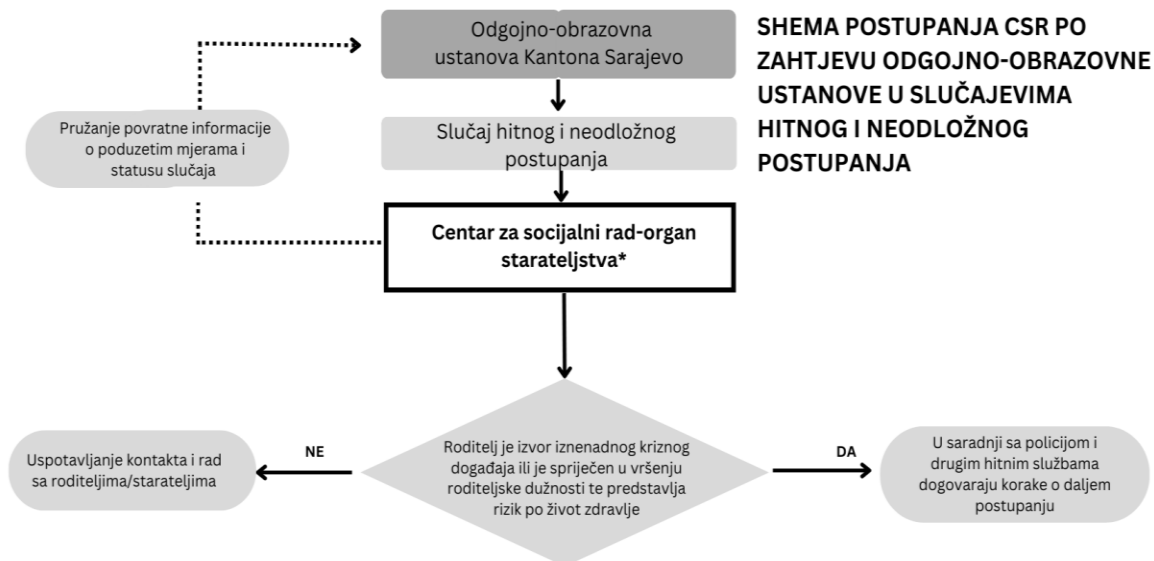 Odgojno-obrazovna
ustanova Kantona Sarajevo
SHEMA POSTUPANJA CSR PO
ZAHTJEVU ODGOJNO-OBRAZOVNE
USTANOVE U SLUČAJEVIMA
HITNOG I NEODLOŽNOG
POSTUPANJA
Pružanje povratne informacije
o poduzetim mjerama i
statusu slučaja
Slučaj hitnog i neodložnog
postupanja
Centar za socijalni rad-organ
starateljstva*
Roditelj je izvor iznenadnog kriznog
događaja ili je spriječen u vršenju
roditeljske dužnosti te predstavlja
rizik po život zdravlje
NE
Uspotavljanje kontakta i rad
sa roditeljima/starateljima
DA
U saradnji sa policijom i
drugim hitnim službama
dogovaraju korake o daljem
postupanju